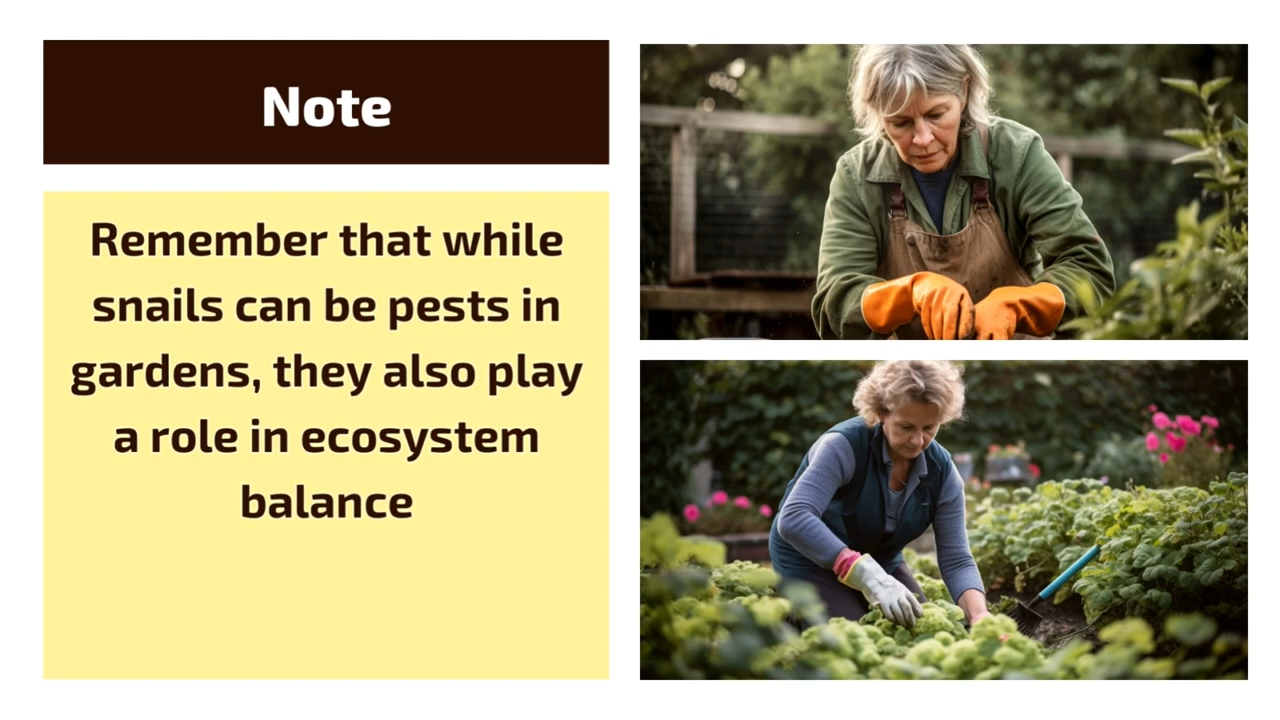 Note
Remember that while
snails can be pests in
gardens, they also play
a role in ecosystem
balance